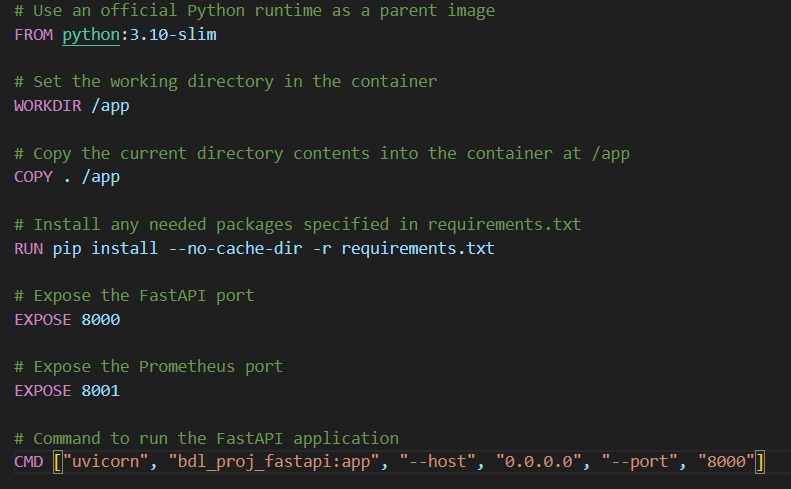 # Use an official Python runtime as a parent image
FROM python:3.10-slim
# Set the working directory in the container
WORKDIR /app
# Copy the current directory contents into the container at /app
COPY . /app
# Install any needed packages specified in requirements.txt
RUN pip install --no-cache-dir -r requirements.txt
# Expose the FastAPI port
EXPOSE 8000
# Expose the Prometheus port
EXPOSE 8001
# Command to run the FastAPI application
CMD ["uvicorn", "bdl_proj_fastapi:app", "--host", "0.0.0.0", "--port", "8000"]